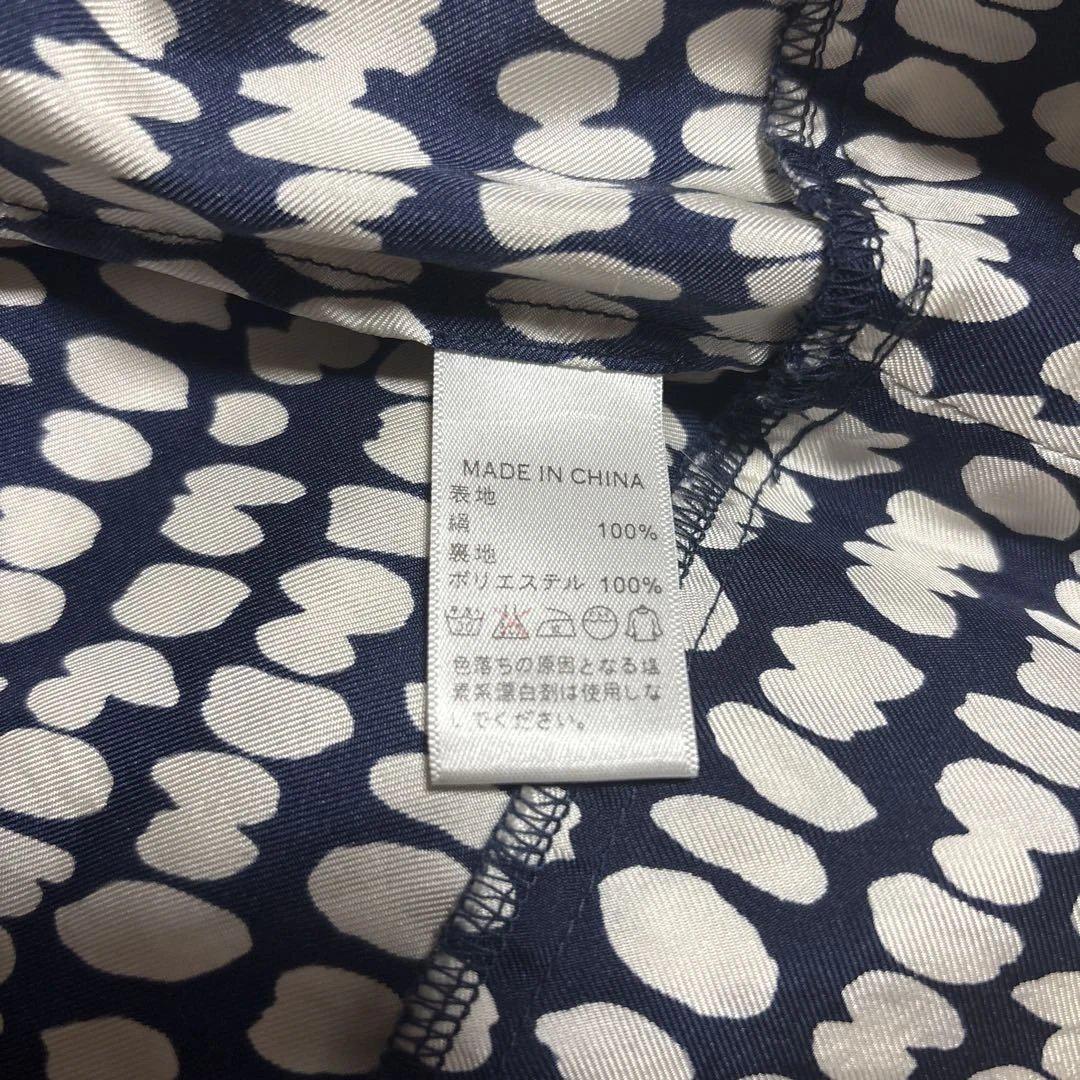 MADE IN CHINA
表地
絹 100%
裏地
ポリエステル 100%
色落ちの原因となる塩
素系漂白剤は使用しな
いでください。